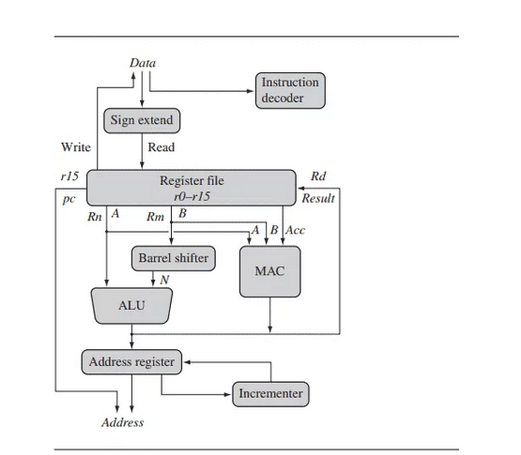 Data
Instruction
decoder
Sign extend
Write
Read
r15
Register file
Rd
pc
r0–r15
Result
Rn
A
Rm
B
A
B
Acc
Barrel shifter
MAC
N
ALU
Address register
Incrementer
Address